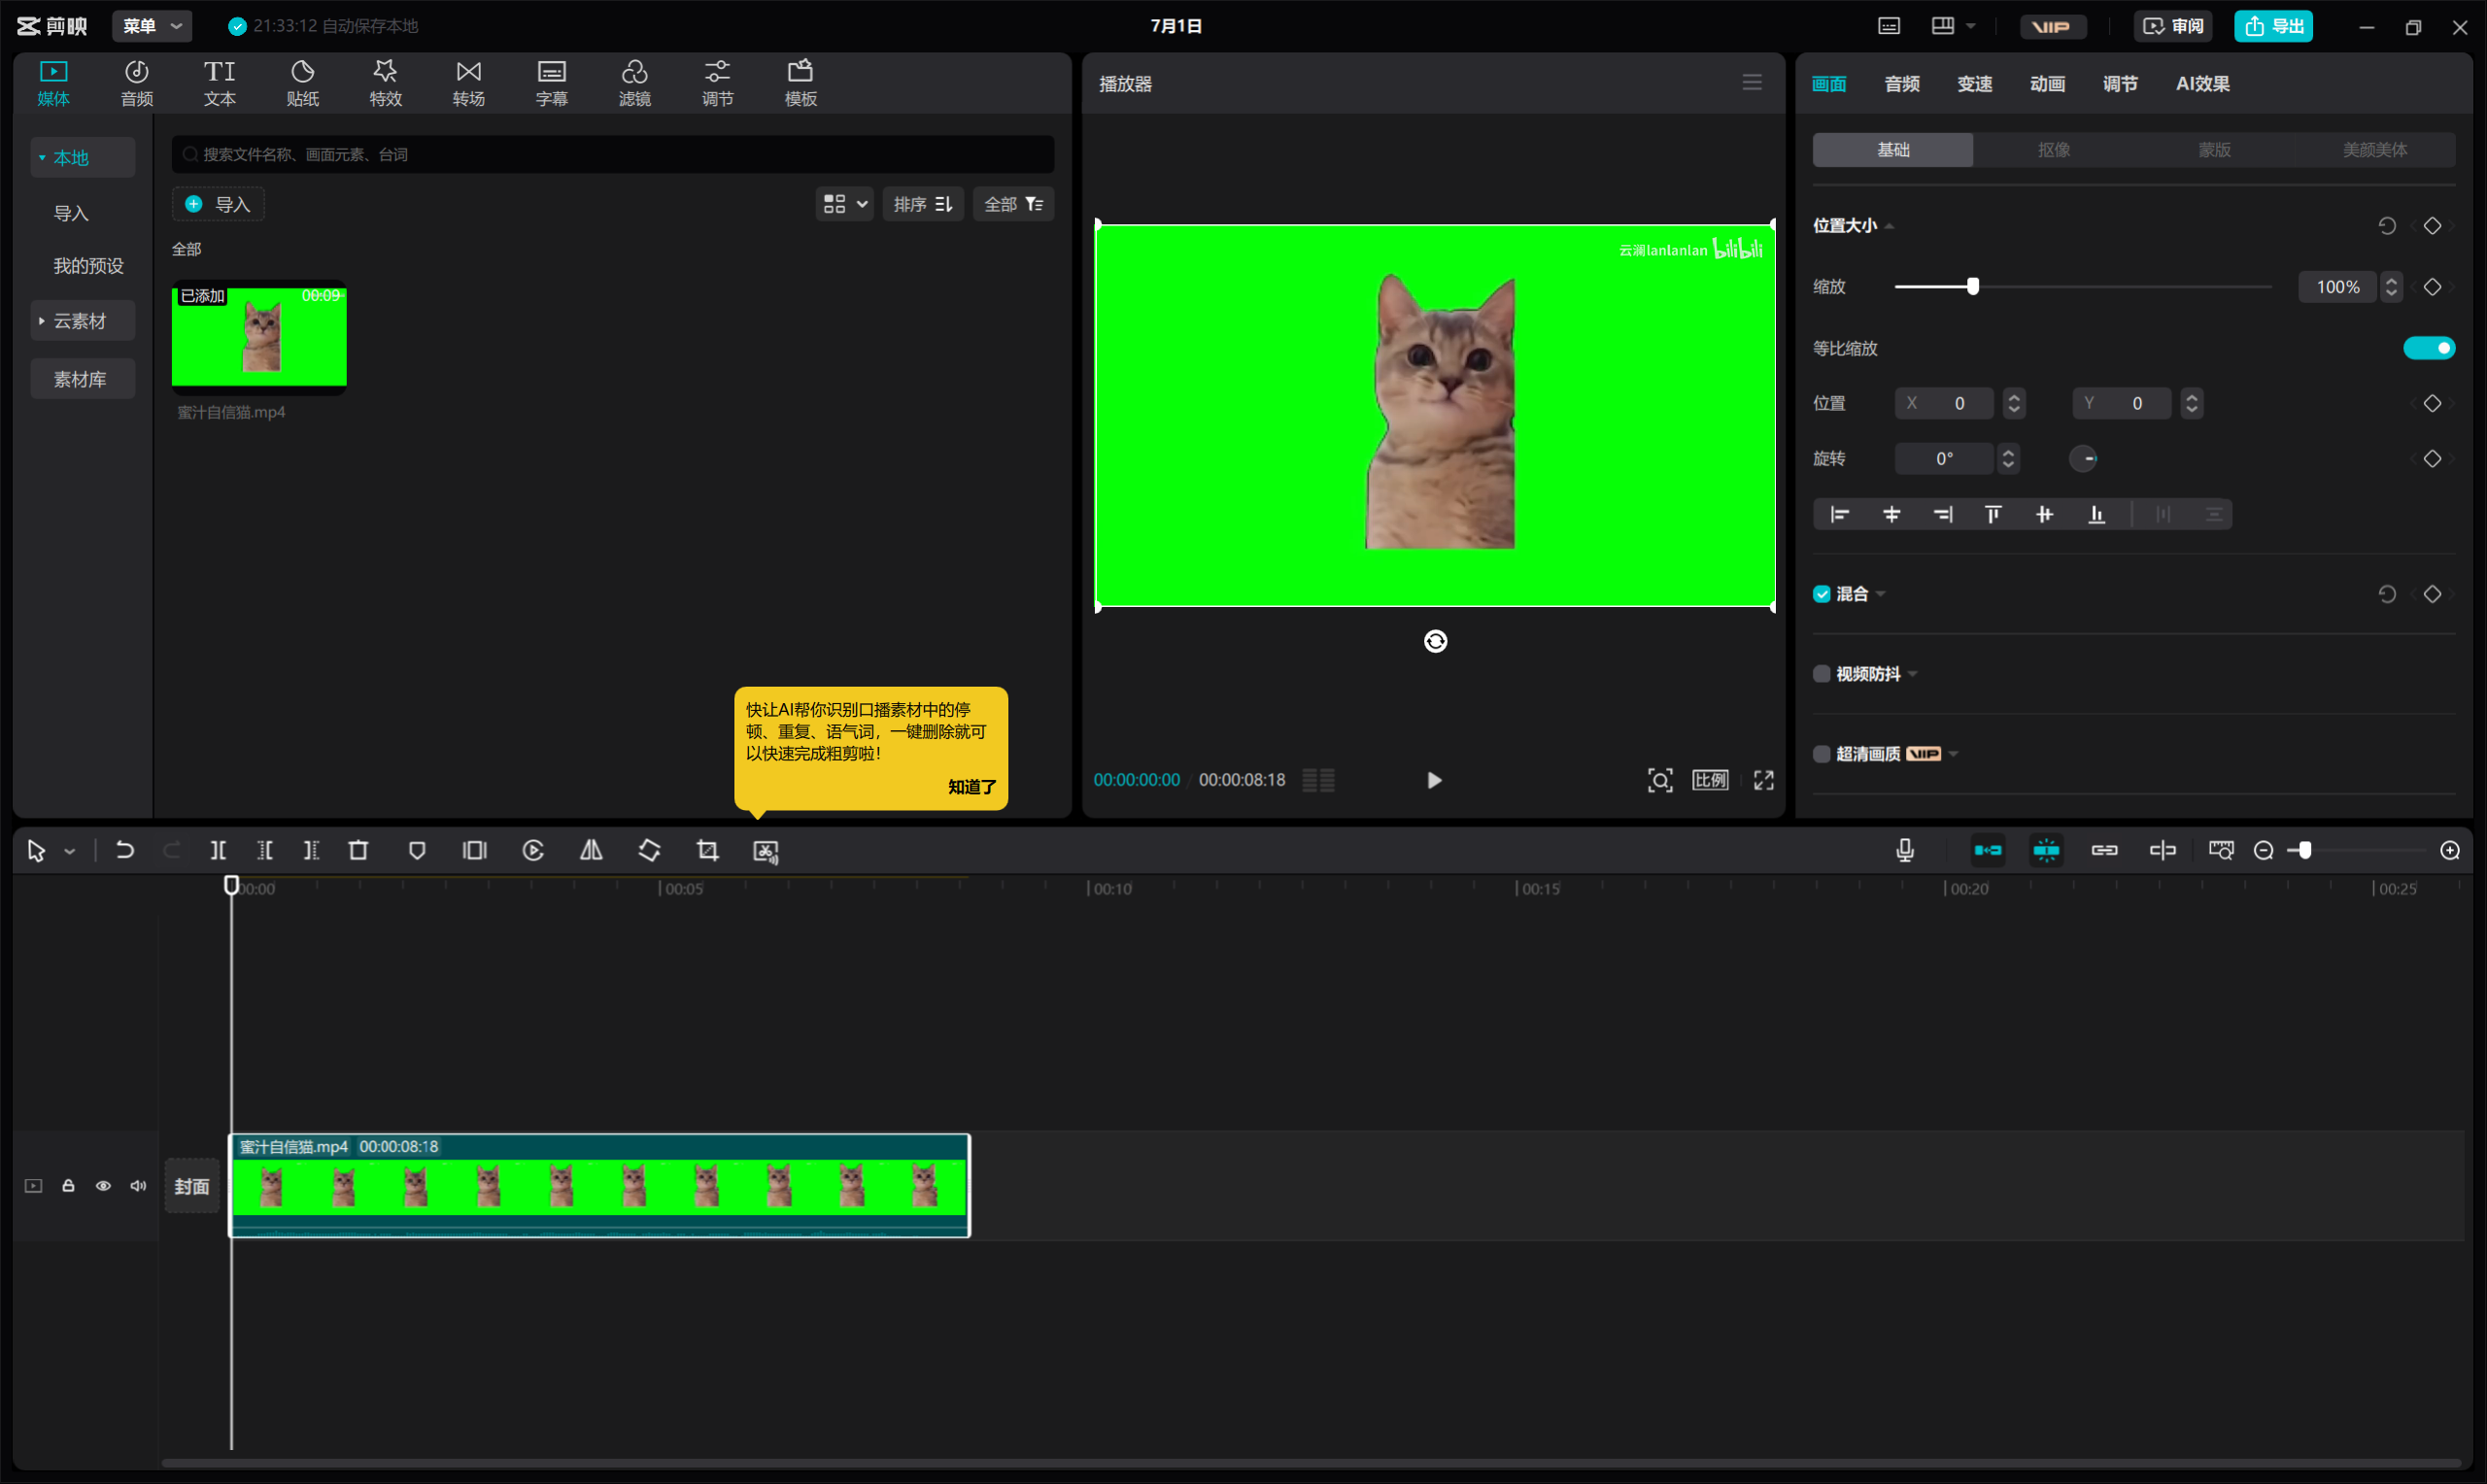 剪映
菜单
21:33:12 自动保存本地
7月1日
VIP
审阅
导出
媒体
音频
文本
贴纸
特效
转场
字幕
滤镜
调节
模板
本地
导入
我的预设
云素材
素材库
搜索文件名称、画面元素、台词
导入
排序
全部
全部
已添加
00:09
蜜汁自信猫.mp4
快让AI帮你识别口播素材中的停
顿、重复、语气词，一键删除就可
以快速完成粗剪啦！
知道了
播放器
云澜lanlanlan bilibili
00:00:00:00 / 00:00:08:18
比例
画面
音频
变速
动画
调节
AI效果
基础
抠像
蒙版
美颜美体
位置大小
缩放
100%
等比缩放
位置
X 0
Y 0
旋转
0°
混合
视频防抖
超清画质 VIP
00:00
00:05
00:10
00:15
00:20
00:25
封面
蜜汁自信猫.mp4 00:00:08:18